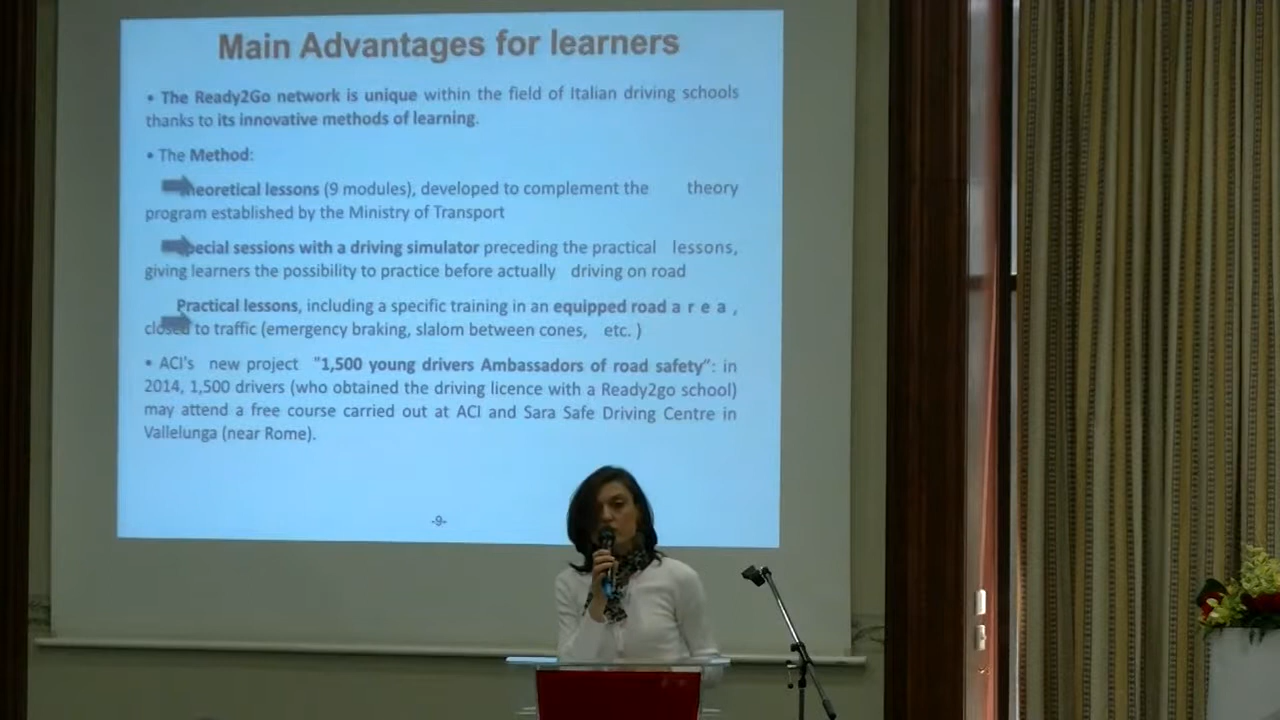 Main Advantages for learners
• The Ready2Go network is unique within the field of Italian driving schools
thanks to its innovative methods of learning.
• The Method:
heoretical lessons (9 modules), developed to complement the theory
program established by the Ministry of Transport
pecial sessions with a driving simulator preceding the practical lessons,
giving learners the possibility to practice before actually driving on road
Practical lessons, including a specific training in an equipped road a r e a ,
closed to traffic (emergency braking, slalom between cones, etc. )
• ACI's new project "1,500 young drivers Ambassadors of road safety": in
2014, 1,500 drivers (who obtained the driving licence with a Ready2go school)
may attend a free course carried out at ACI and Sara Safe Driving Centre in
Vallelunga (near Rome).
-9-